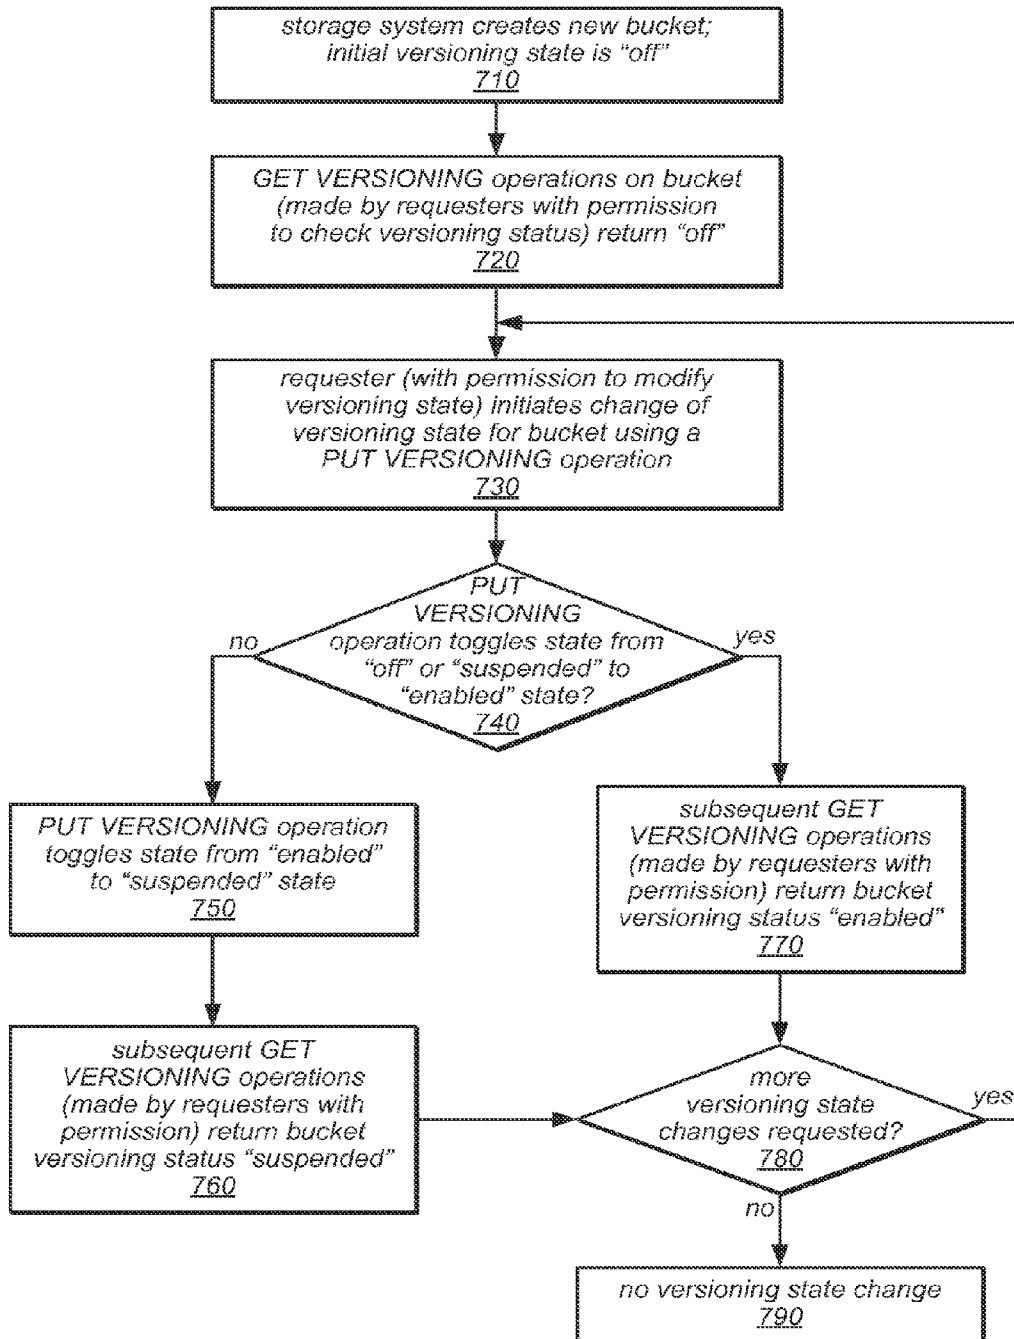 storage system creates new bucket;
initial versioning state is “off”
710
GET VERSIONING operations on bucket
(made by requesters with permission
to check versioning status) return “off”
720
requester (with permission to modify
versioning state) initiates change of
versioning state for bucket using a
PUT VERSIONING operation
730
PUT
VERSIONING
operation toggles state from
“off” or “suspended” to
“enabled” state?
740
no
yes
PUT VERSIONING operation
toggles state from “enabled”
to “suspended” state
750
subsequent GET
VERSIONING operations
(made by requesters with
permission) return bucket
versioning status “enabled”
770
subsequent GET
VERSIONING operations
(made by requesters with
permission) return bucket
versioning status “suspended”
760
more
versioning state
changes requested?
780
yes
no
no versioning state change
790